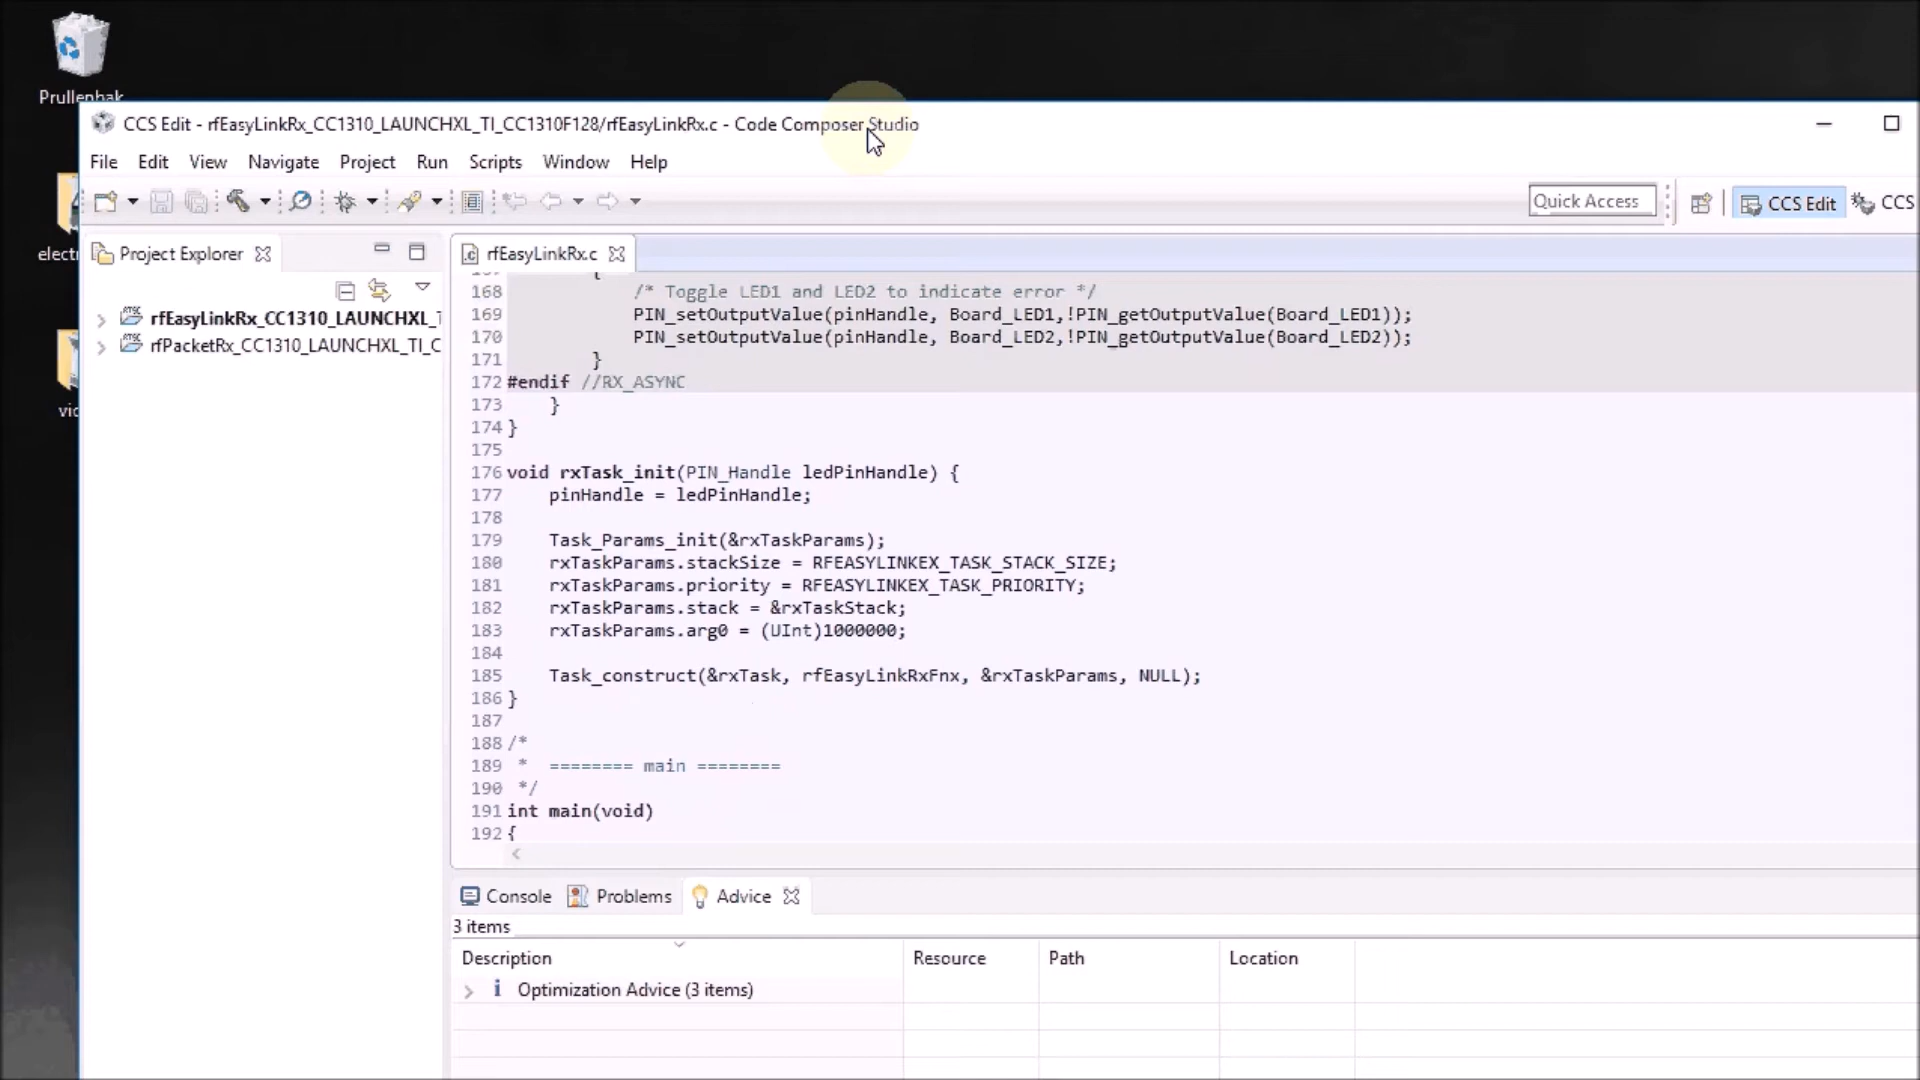 Prullenbak
CCS Edit - rfEasyLinkRx_CC1310_LAUNCHXL_TI_CC1310F128/rfEasyLinkRx.c - Code Composer Studio
File Edit View Navigate Project Run Scripts Window Help
Quick Access
CCS Edit
CCS
Project Explorer
rfEasyLinkRx.c
electr
rfEasyLinkRx_CC1310_LAUNCHXL_T
rfPacketRx_CC1310_LAUNCHXL_TI_C
vic
{
168 /* Toggle LED1 and LED2 to indicate error */
169 PIN_setOutputValue(pinHandle, Board_LED1,!PIN_getOutputValue(Board_LED1));
170 PIN_setOutputValue(pinHandle, Board_LED2,!PIN_getOutputValue(Board_LED2));
171 }
172 #endif //RX_ASYNC
173 }
174 }
175
176 void rxTask_init(PIN_Handle ledPinHandle) {
177 pinHandle = ledPinHandle;
178
179 Task_Params_init(&rxTaskParams);
180 rxTaskParams.stackSize = RFEASYLINKEX_TASK_STACK_SIZE;
181 rxTaskParams.priority = RFEASYLINKEX_TASK_PRIORITY;
182 rxTaskParams.stack = &rxTaskStack;
183 rxTaskParams.arg0 = (UInt)1000000;
184
185 Task_construct(&rxTask, rfEasyLinkRxFnx, &rxTaskParams, NULL);
186 }
187
188 /*
189 * ======== main ========
190 */
191 int main(void)
192 {
Console Problems Advice
3 items
Description Resource Path Location
Optimization Advice (3 items)